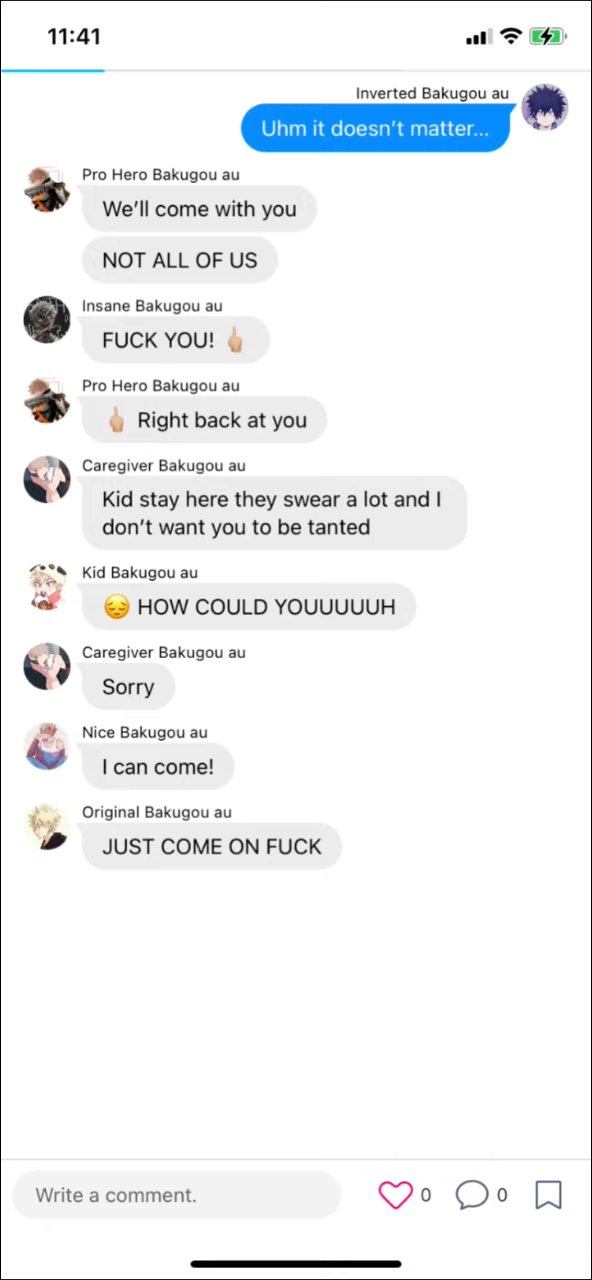 11:41
Inverted Bakugou au
Uhm it doesn't matter...
Pro Hero Bakugou au
We'll come with you
NOT ALL OF US
Insane Bakugou au
FUCK YOU! 🖕🏼
Pro Hero Bakugou au
🖕🏼 Right back at you
Caregiver Bakugou au
Kid stay here they swear a lot and I
don't want you to be tanted
Kid Bakugou au
😔 HOW COULD YOUUUUUH
Caregiver Bakugou au
Sorry
Nice Bakugou au
I can come!
Original Bakugou au
JUST COME ON FUCK
Write a comment.
0
0